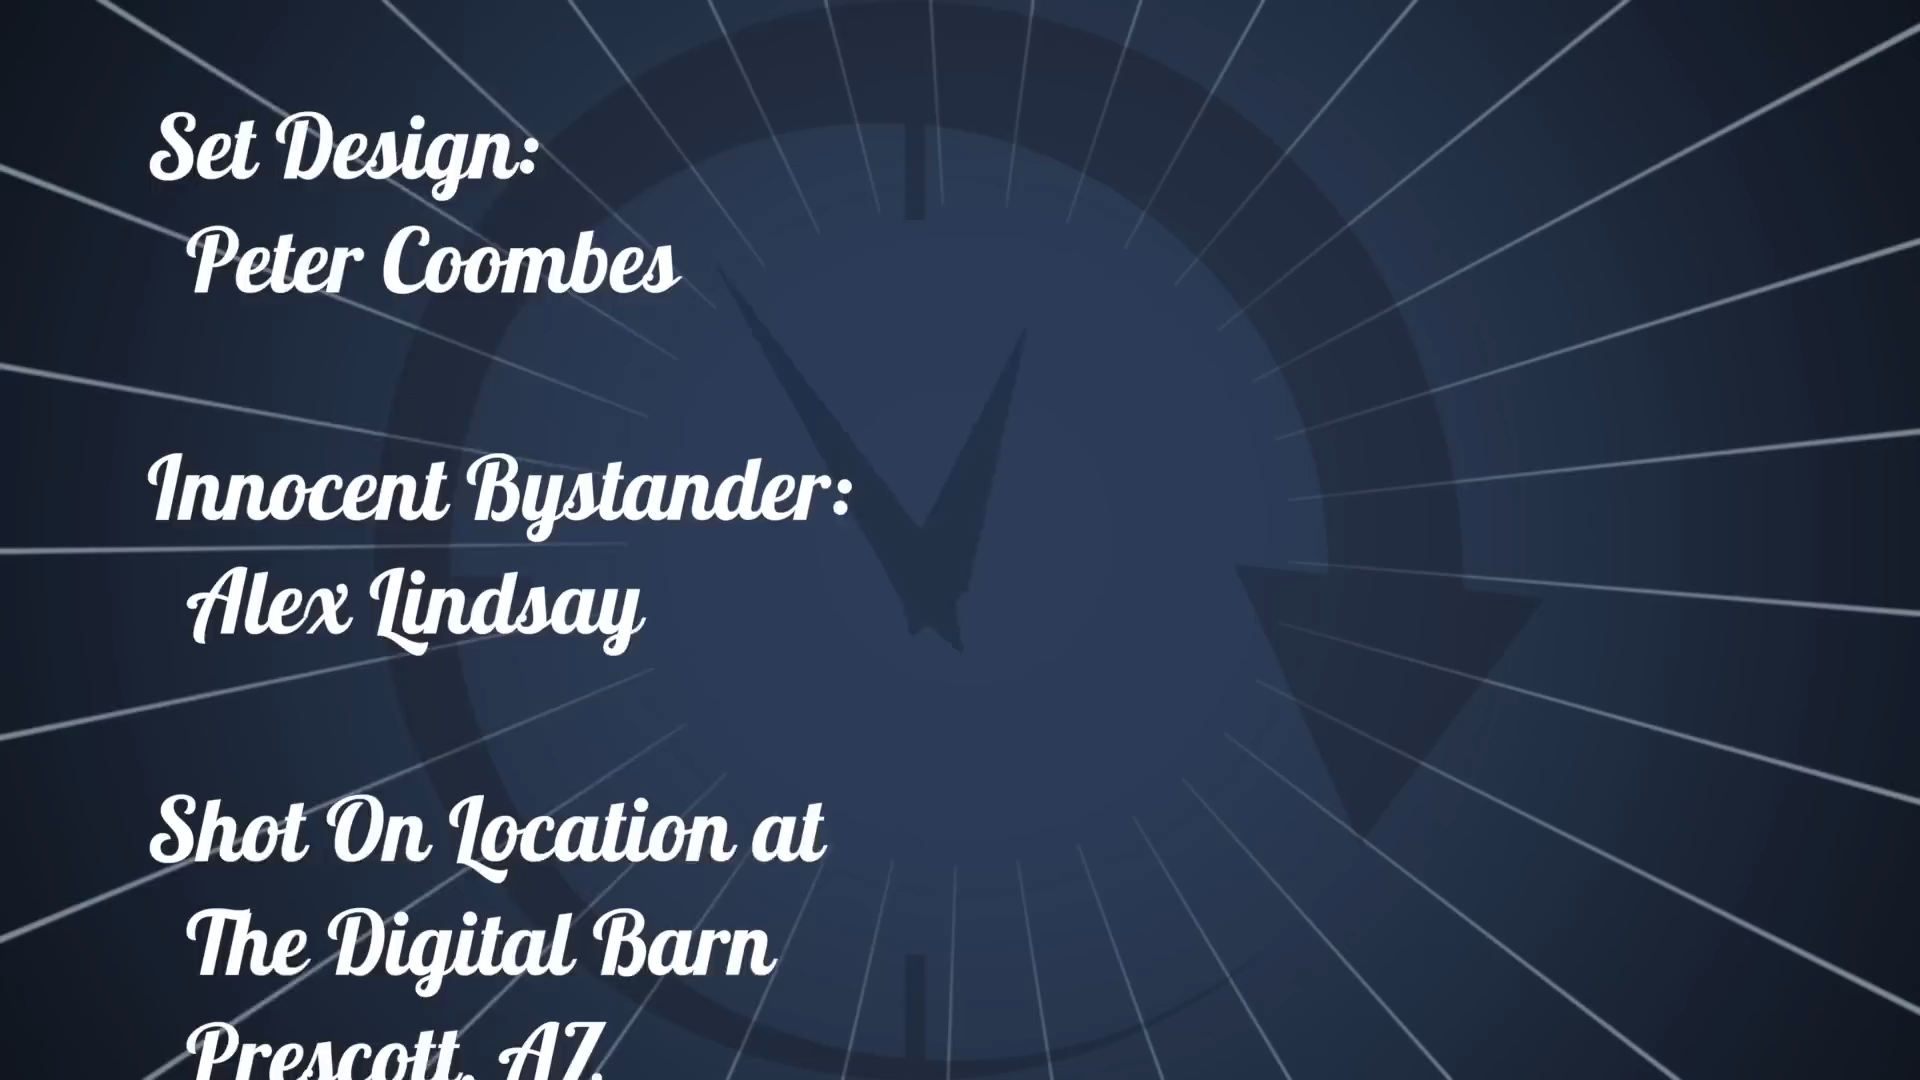 Set Design:
Peter Coombes
Innocent Bystander:
Alex Lindsay
Shot On Location at
The Digital Barn
Prescott, AZ